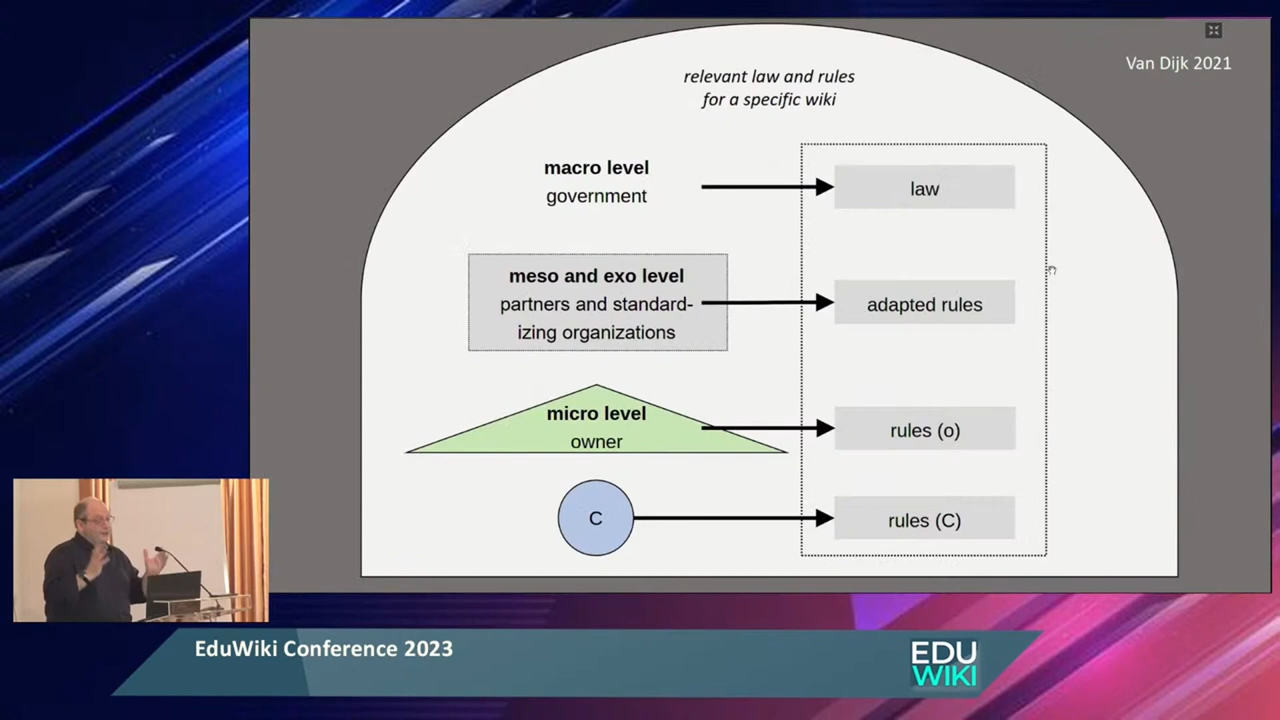 Van Dijk 2021
relevant law and rules
for a specific wiki
macro level
government
law
meso and exo level
partners and standard-
izing organizations
adapted rules
micro level
owner
rules (o)
C
rules (C)
EduWiki Conference 2023
EDU
WIKI